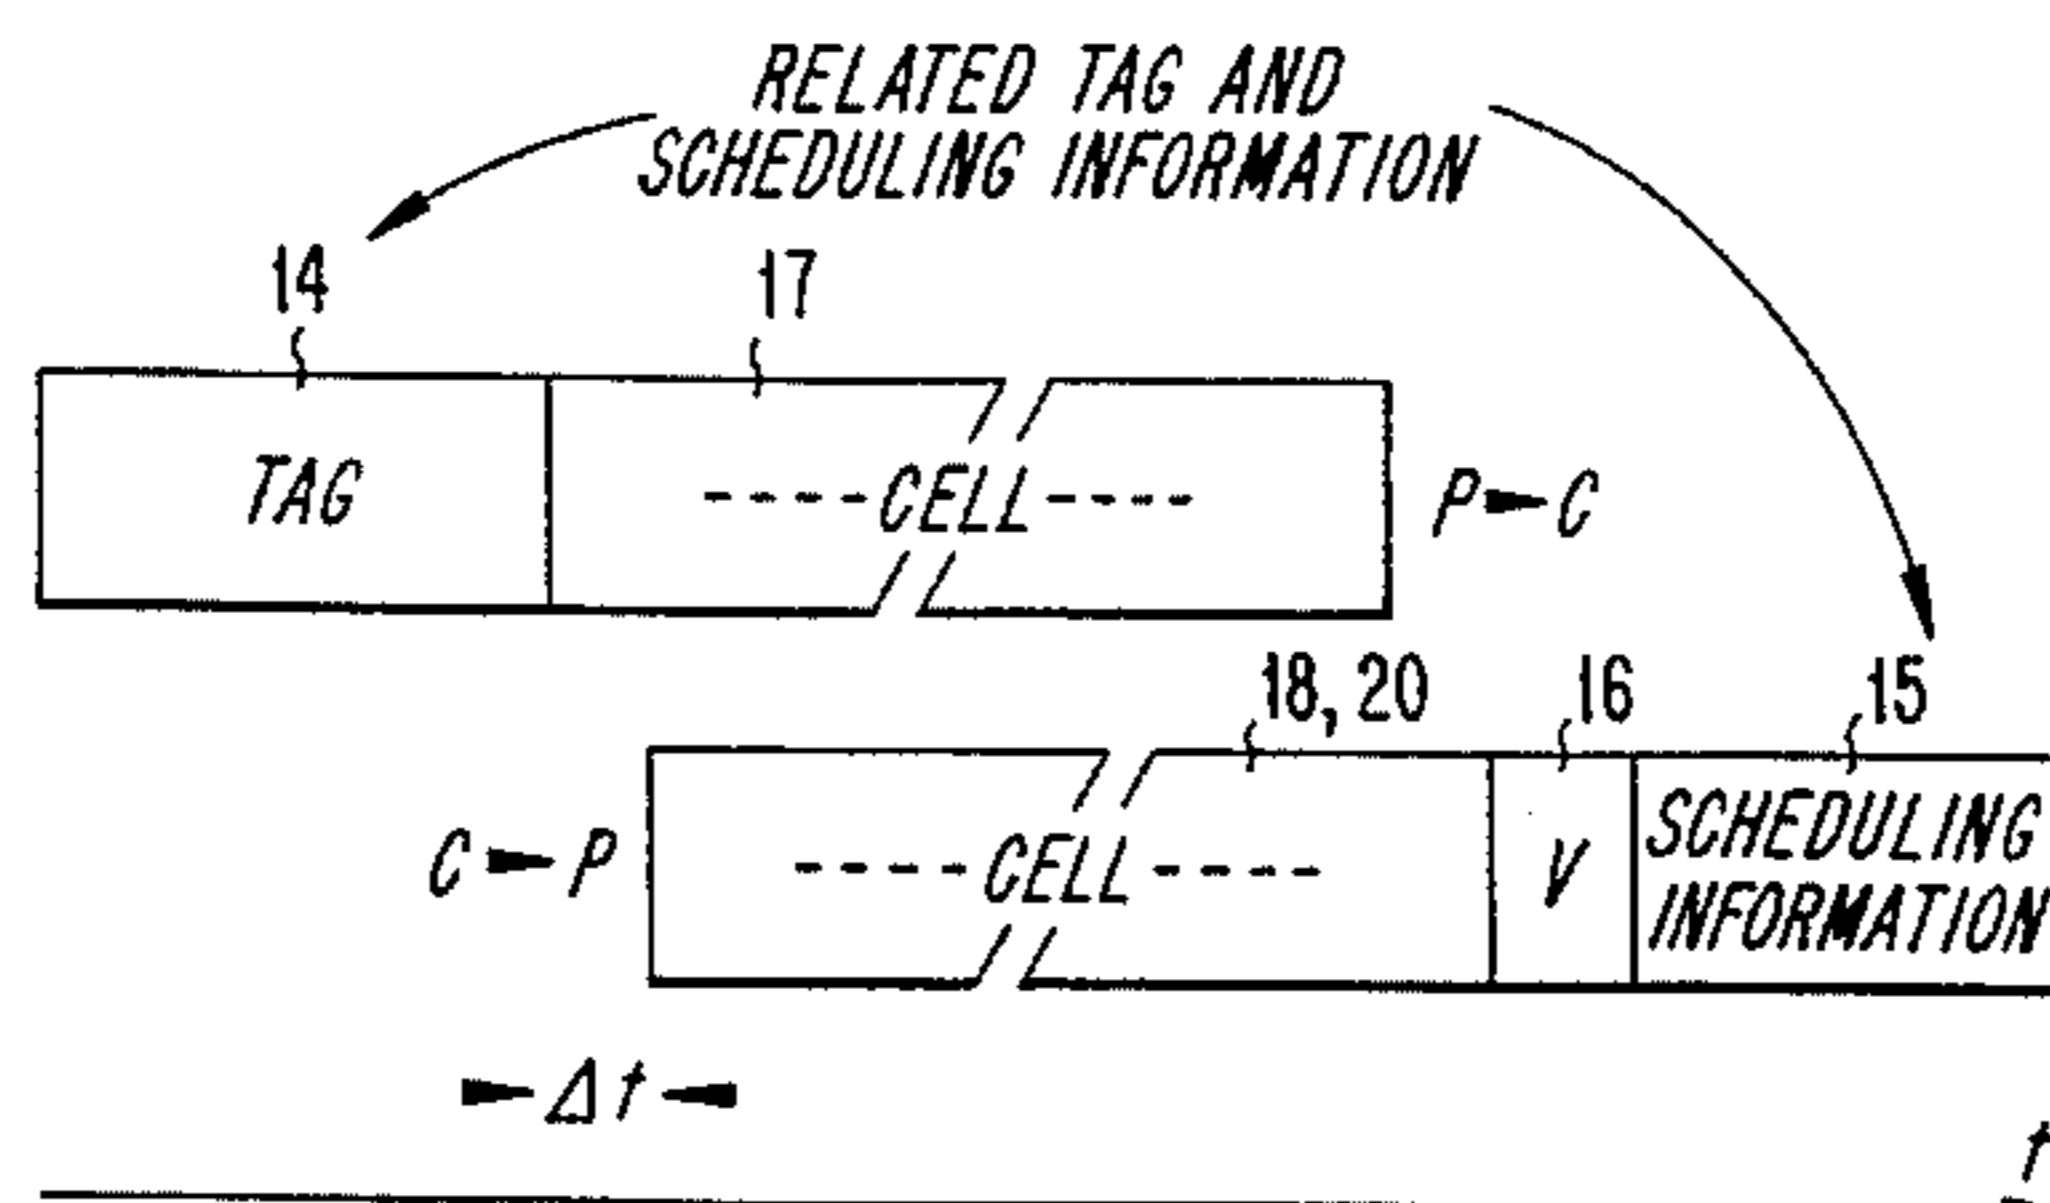 RELATED TAG AND
SCHEDULING INFORMATION
14
17
TAG
CELL
P C
18, 20
16
15
C P
CELL
V
SCHEDULING
INFORMATION
Δt
t